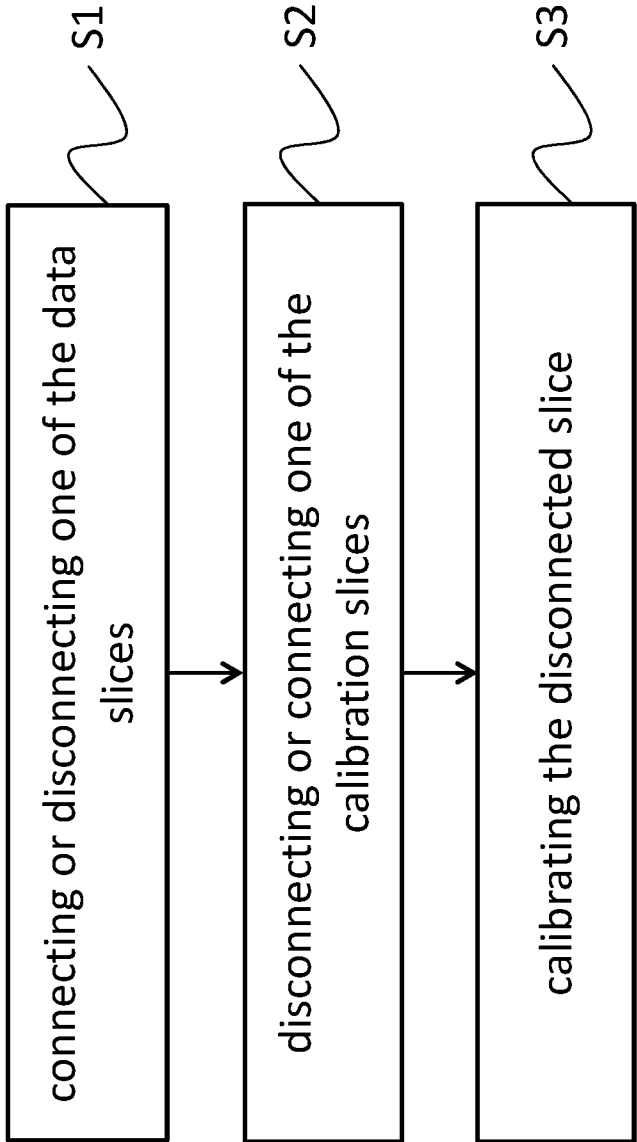 connecting or disconnecting one of the data
slices
S1
disconnecting or connecting one of the
calibration slices
S2
calibrating the disconnected slice
S3